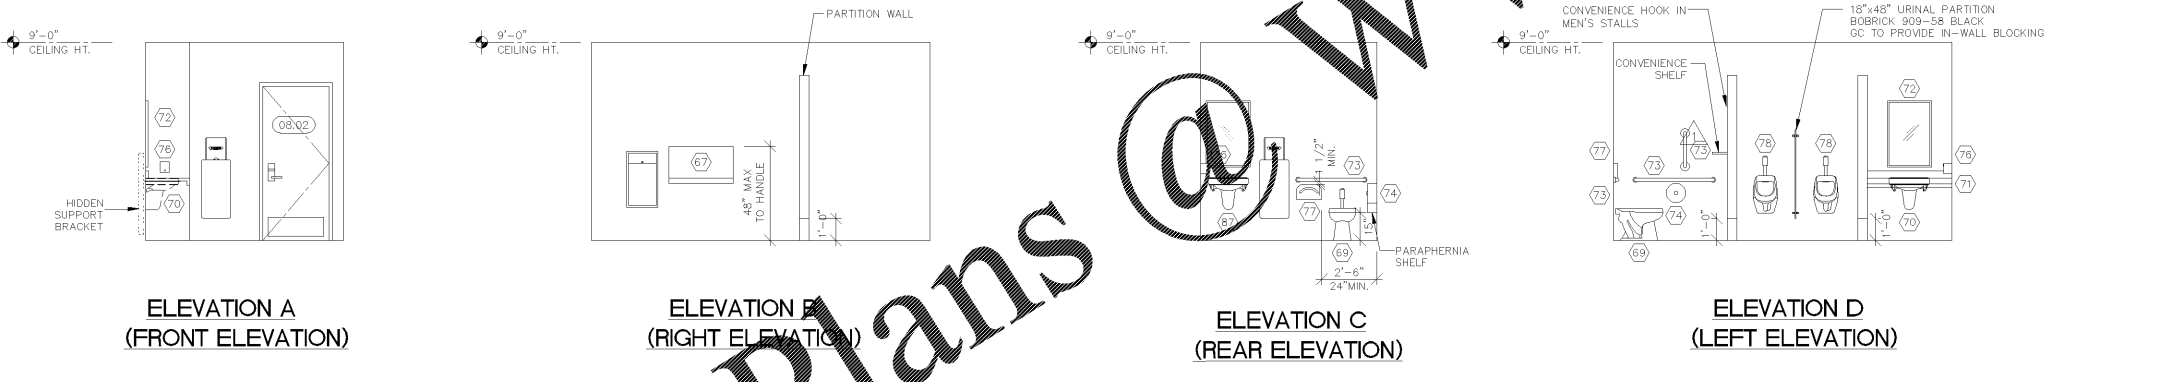 9'-0"
CEILING HT.
72
76
70
08.02
HIDDEN
SUPPORT
BRACKET
ELEVATION A
(FRONT ELEVATION)
9'-0"
CEILING HT.
PARTITION WALL
67
48" MAX
TO HANDLE
1'-0"
ELEVATION B
(RIGHT ELEVATION)
9'-0"
CEILING HT.
1/2"
MIN.
73
74
77
87
15"
69
PARAPHERNIA
SHELF
2'-6"
24"MIN.
ELEVATION C
(REAR ELEVATION)
9'-0"
CEILING HT.
CONVENIENCE HOOK IN
MEN'S STALLS
CONVENIENCE
SHELF
18"x48" URINAL PARTITION
BOBRICK 909-58 BLACK
GC TO PROVIDE IN-WALL BLOCKING
72
1
77
73
73
78
78
76
73
74
71
70
1'-0"
1'-0"
69
ELEVATION D
(LEFT ELEVATION)
Plans @ W